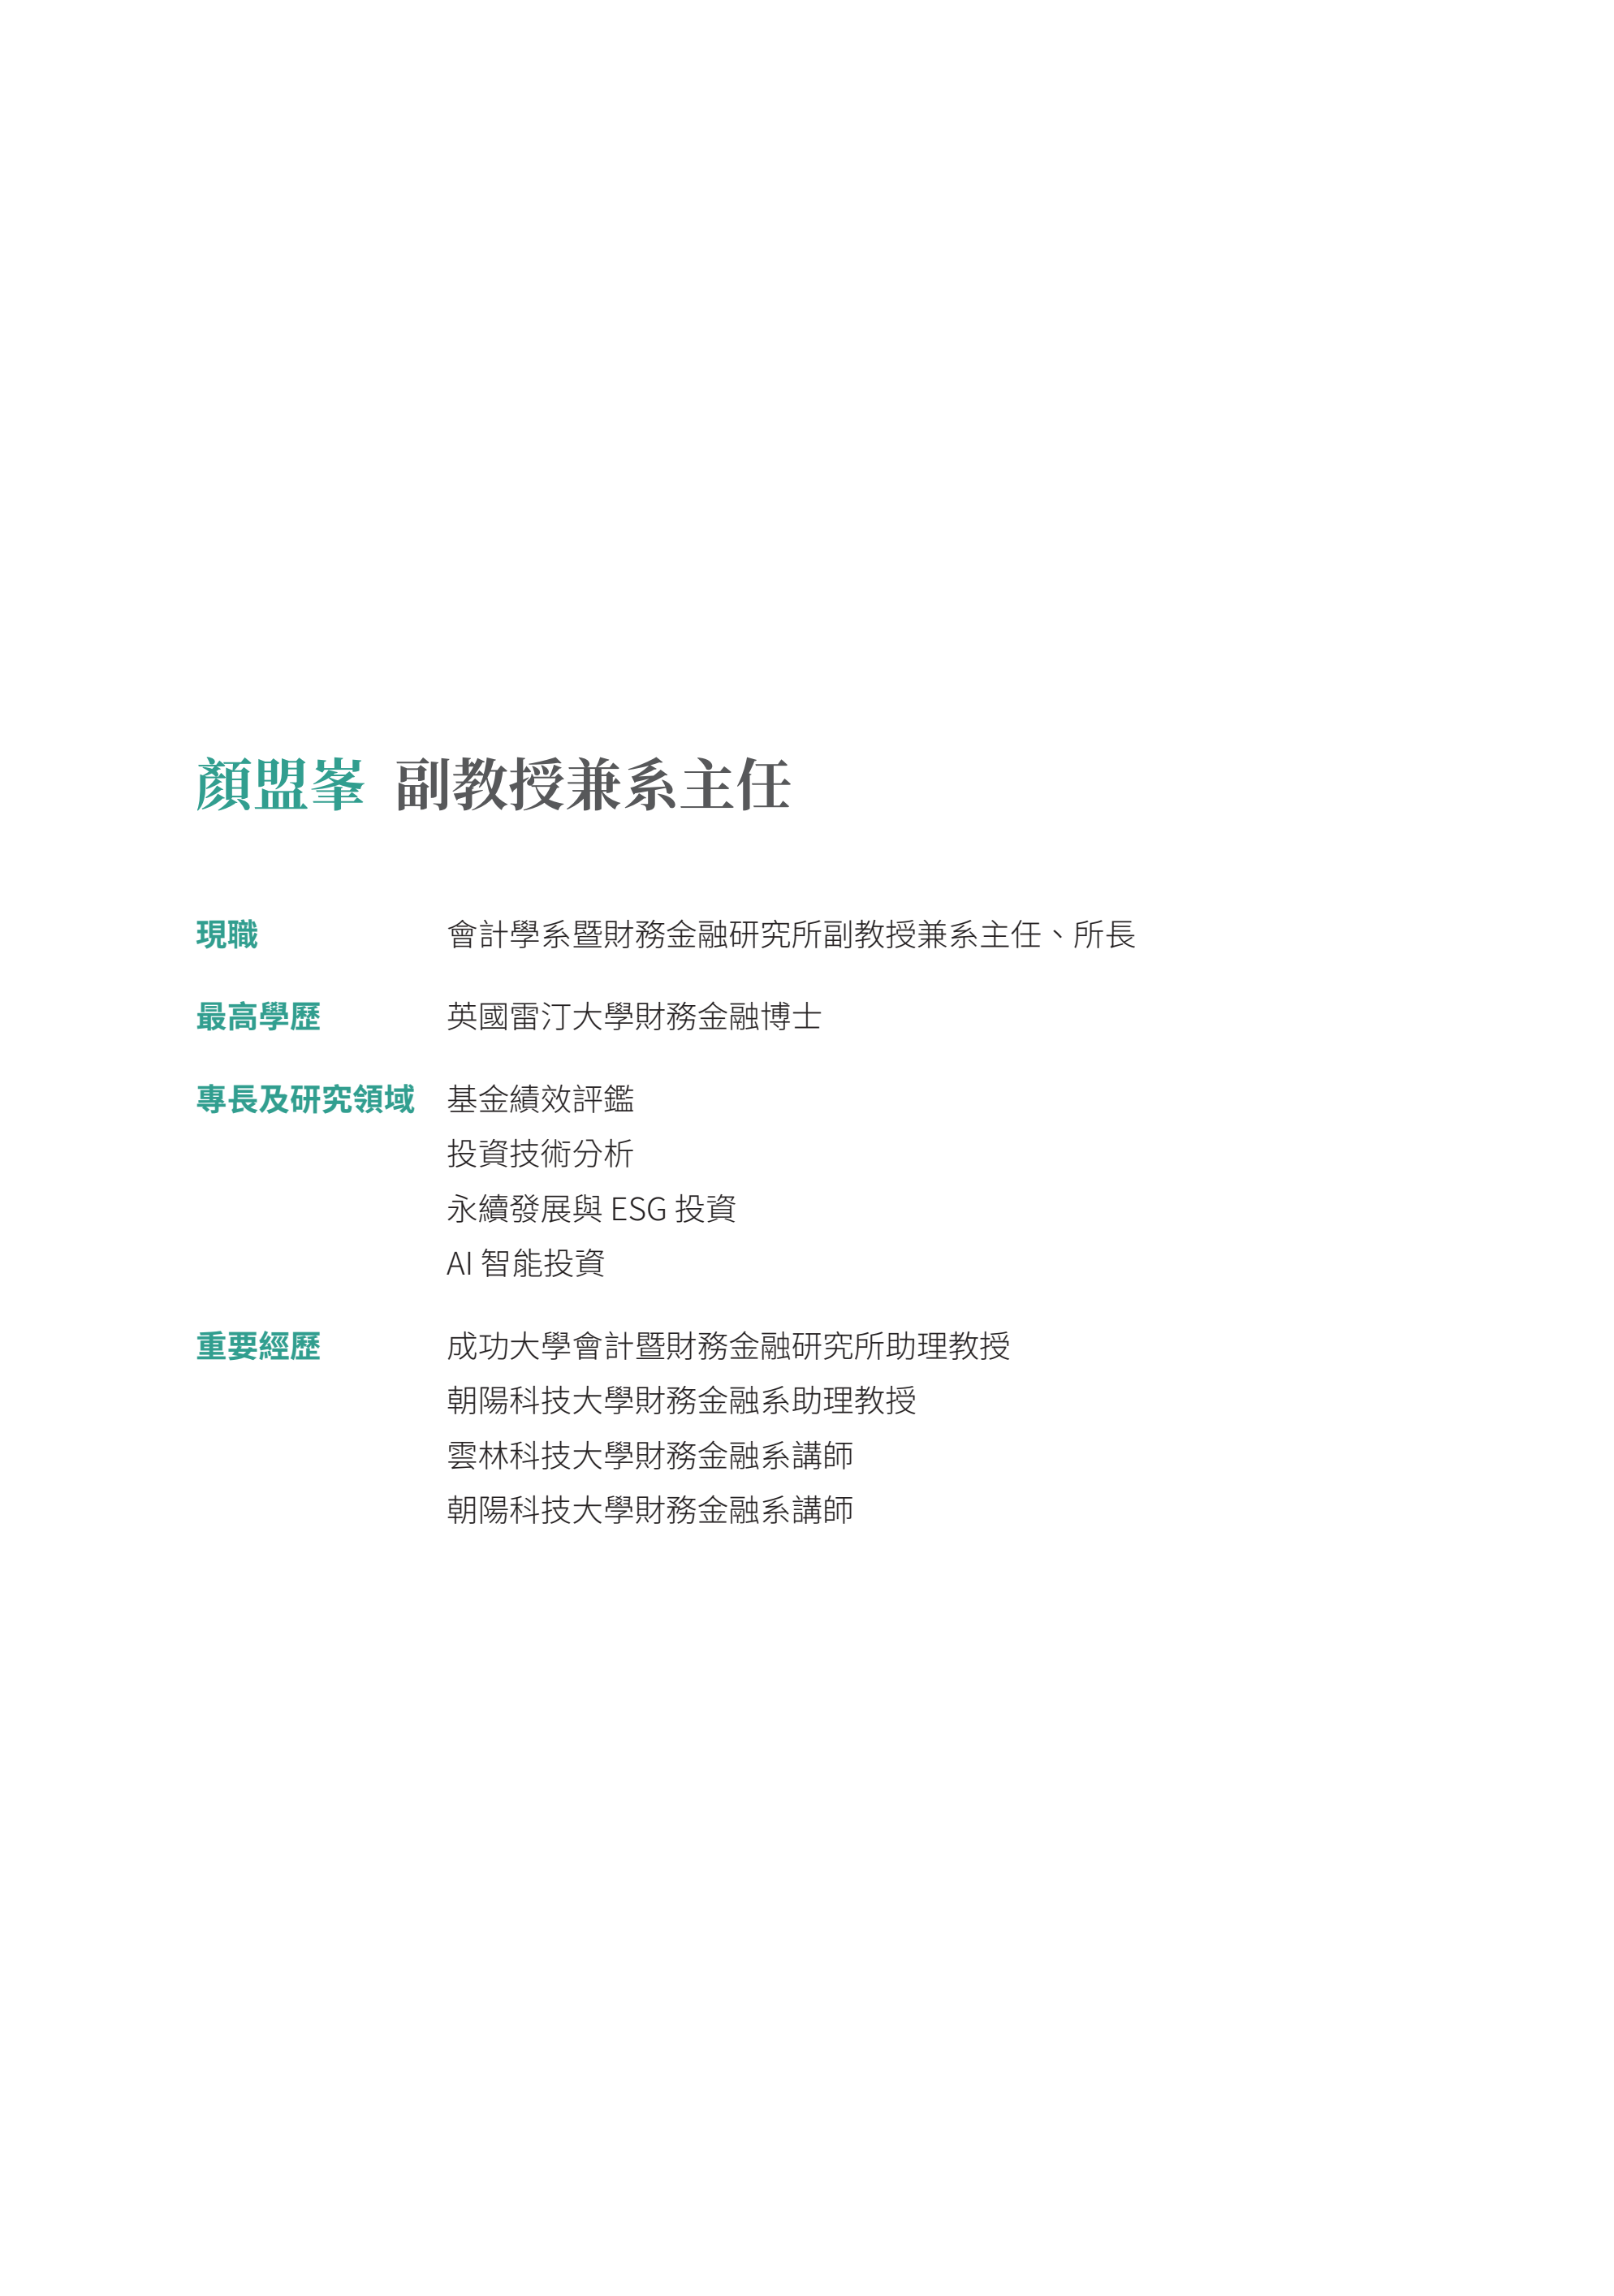 顏盟峯 副教授兼系主任
現職 會計學系暨財務金融研究所副教授兼系主任、所長
最高學歷 英國雷汀大學財務金融博士
專長及研究領域 基金績效評鑑
投資技術分析
永續發展與 ESG 投資
AI 智能投資
重要經歷 成功大學會計暨財務金融研究所助理教授
朝陽科技大學財務金融系助理教授
雲林科技大學財務金融系講師
朝陽科技大學財務金融系講師